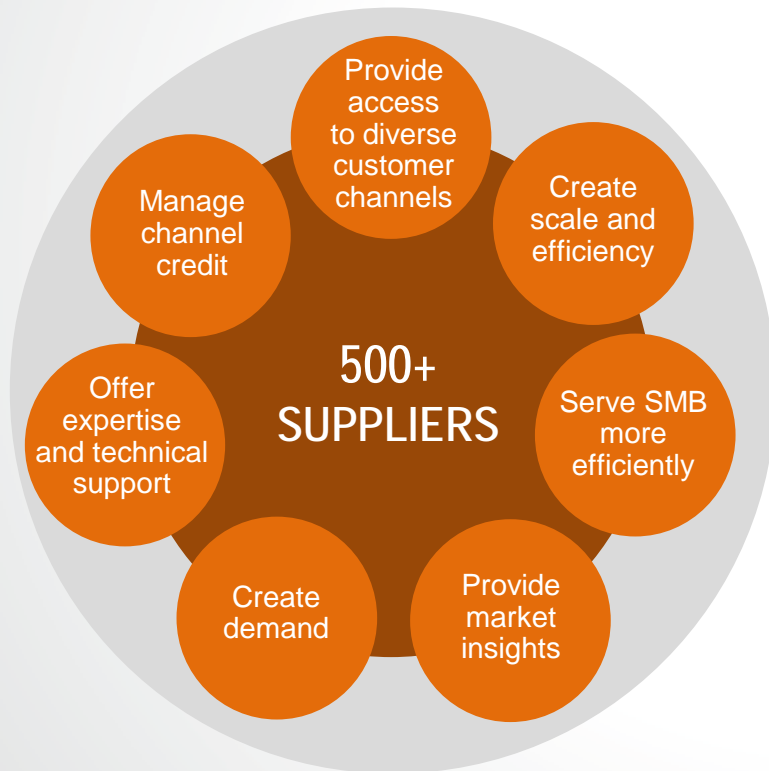 Provide
access
to diverse
customer
channels
Create
scale and
efficiency
Serve SMB
more
efficiently
Provide
market
insights
Create
demand
Offer
expertise
and technical
support
Manage
channel
credit
500+
SUPPLIERS